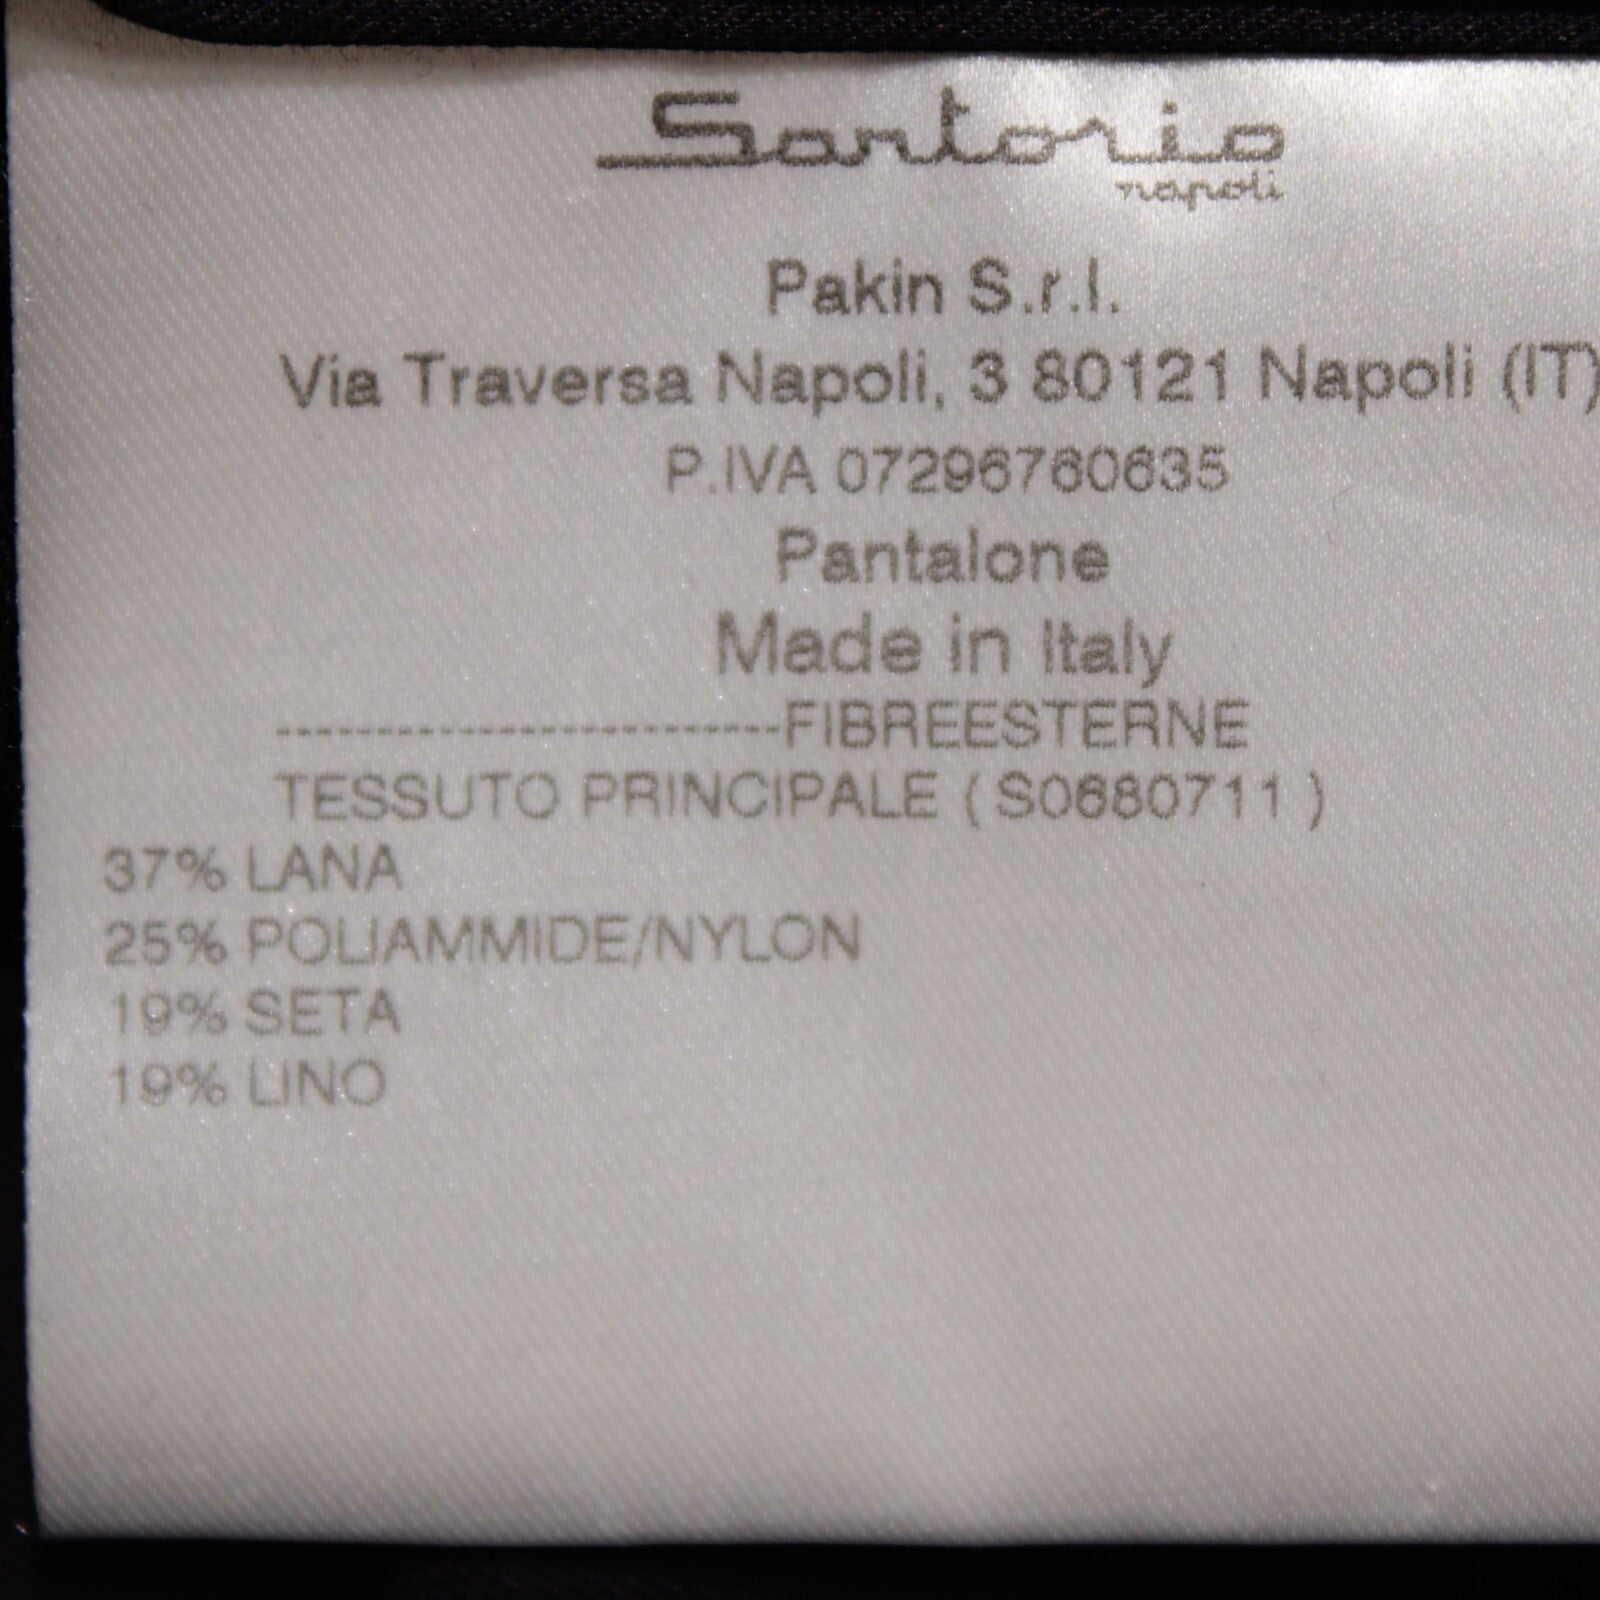 Sartorio
napoli
Pakin S.r.l.
Via Traversa Napoli, 3 80121 Napoli (IT)
P.IVA 07296760635
Pantalone
Made in Italy
-------------------------FIBREESTERNE
TESSUTO PRINCIPALE ( S0680711 )
37% LANA
25% POLIAMMIDE/NYLON
19% SETA
19% LINO